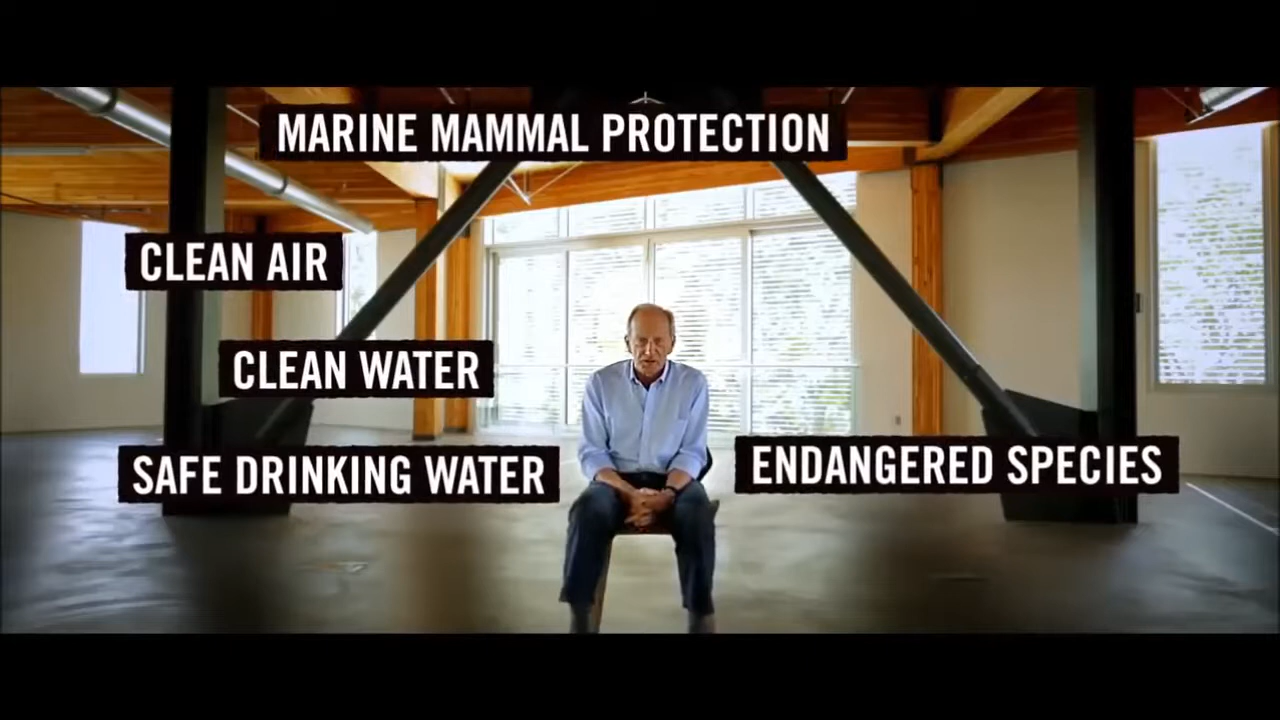 MARINE MAMMAL PROTECTION
CLEAN AIR
CLEAN WATER
SAFE DRINKING WATER
ENDANGERED SPECIES